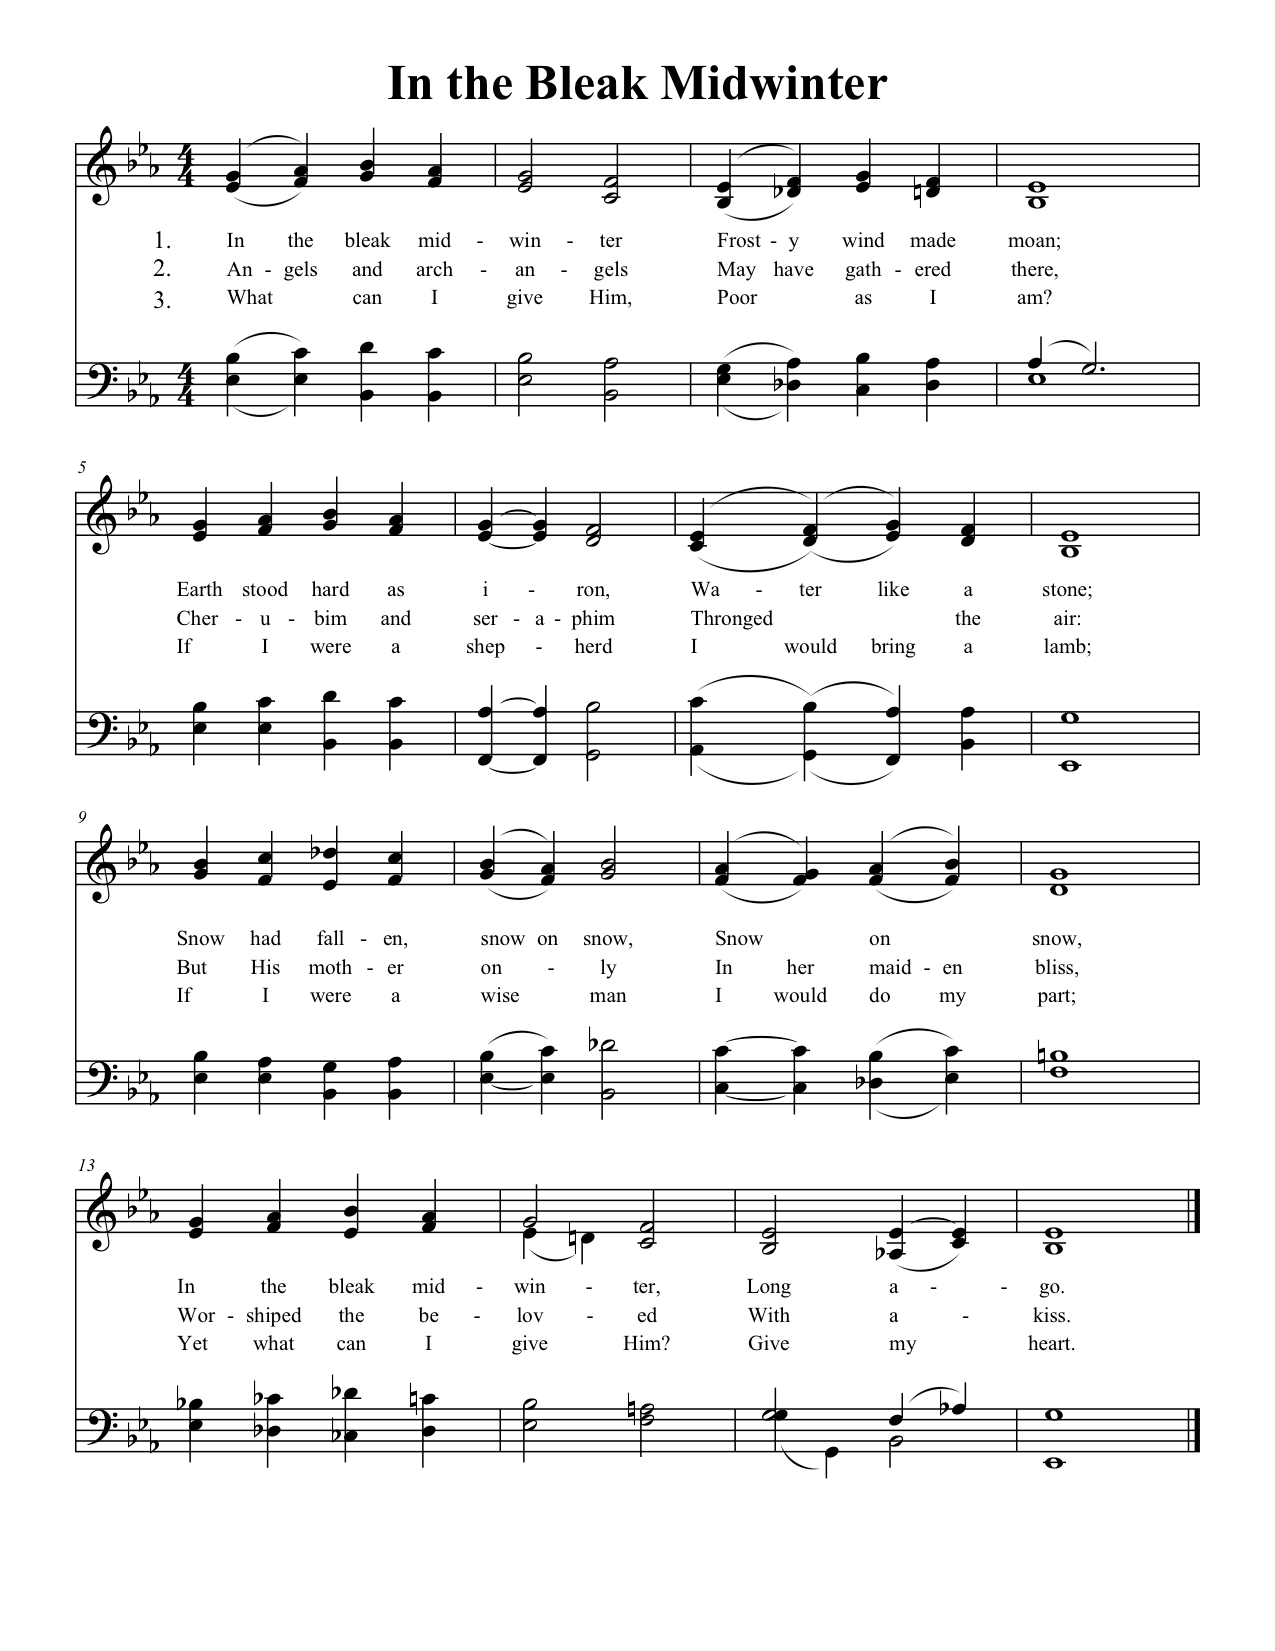 In the Bleak Midwinter
4 4
1. In the bleak mid - win - ter Frost - y wind made moan;
2. An - gels and arch - an - gels May have gath - ered there,
3. What can I give Him, Poor as I am?
4 4
5
Earth stood hard as i - ron, Wa - ter like a stone;
Cher - u - bim and ser - a - phim Thronged the air:
If I were a shep - herd I would bring a lamb;
9
Snow had fall - en, snow on snow, Snow on snow,
But His moth - er on - ly In her maid - en bliss,
If I were a wise man I would do my part;
13
In the bleak mid - win - ter, Long a - - go.
Wor - shiped the be - lov - ed With a - kiss.
Yet what can I give Him? Give my heart.